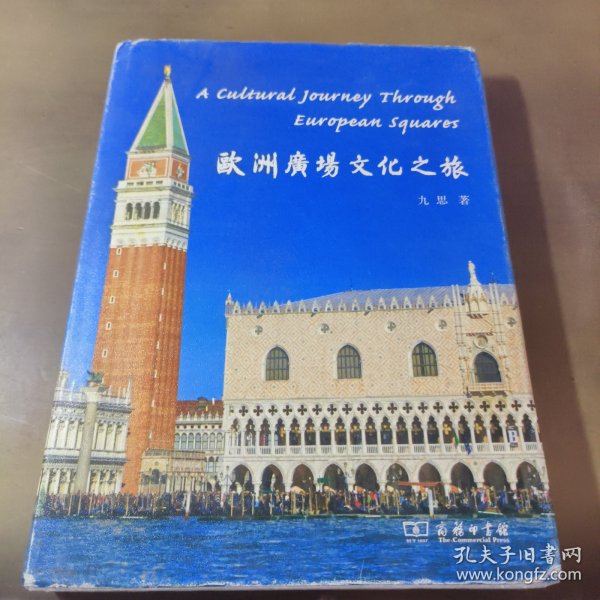 A Cultural Journey Through
European Squares
歐洲廣場文化之旅
九思 著
商務印書館
The Commercial Press
孔夫子旧书网
www.kongfz.com